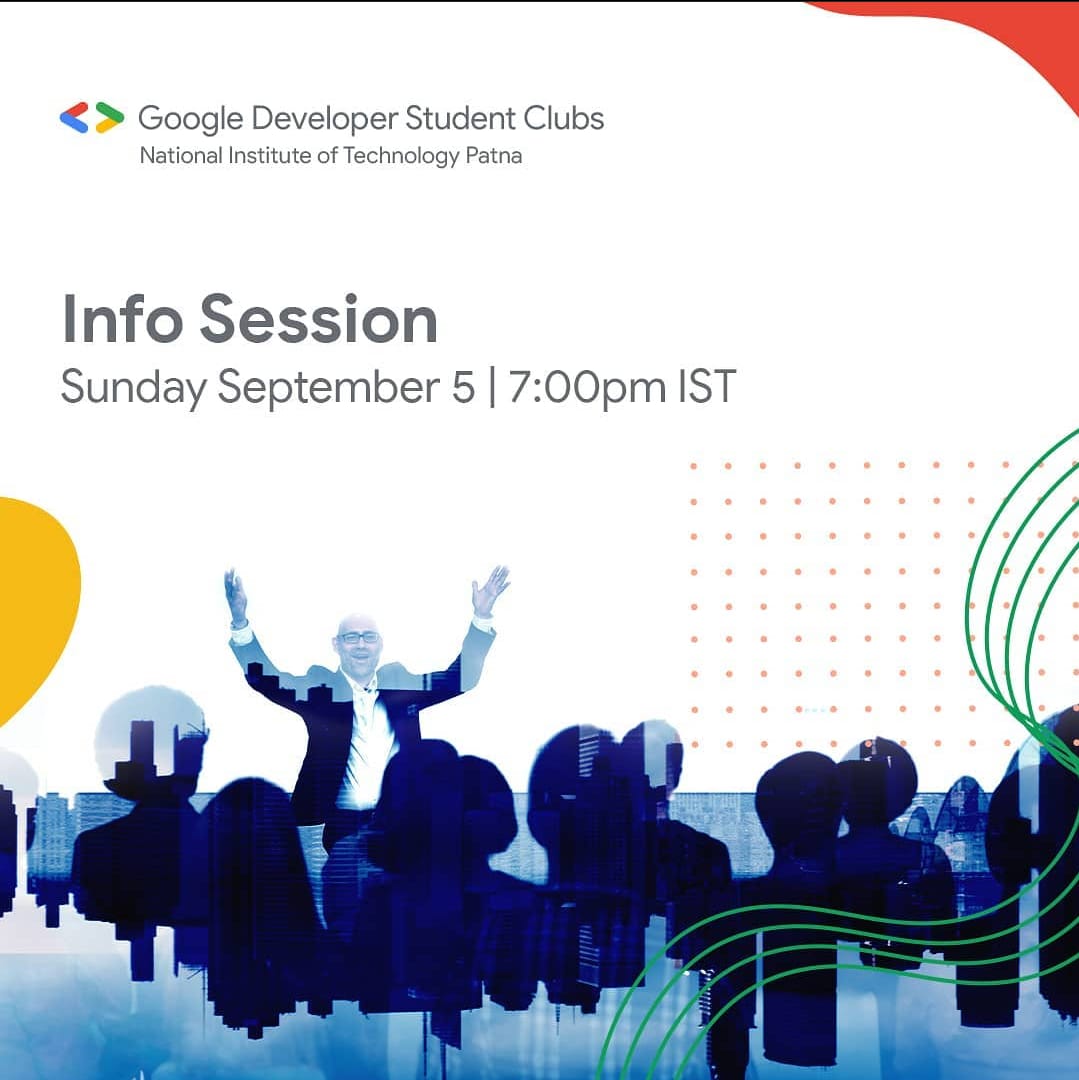 Google Developer Student Clubs
National Institute of Technology Patna
Info Session
Sunday September 5 | 7:00pm IST